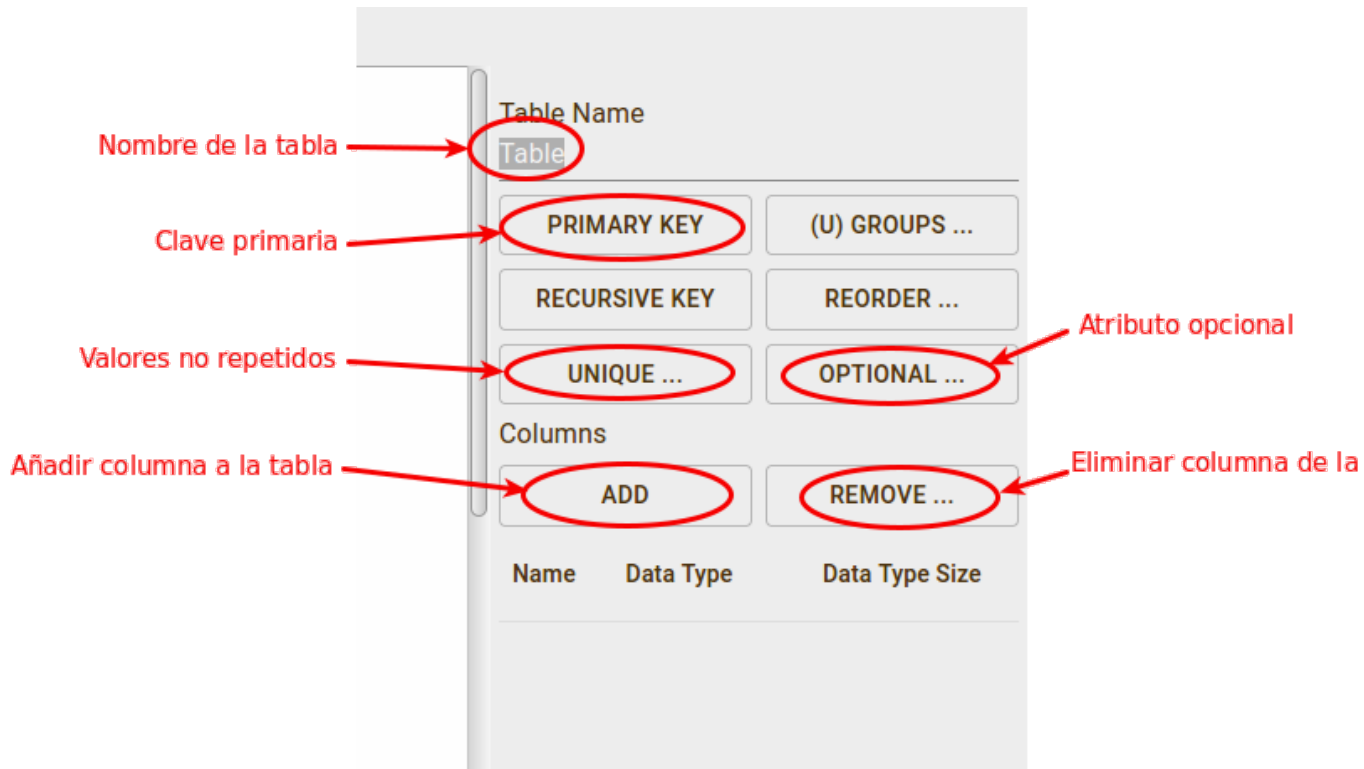 Table Name
Nombre de la tabla
Table
PRIMARY KEY
(U) GROUPS ...
Clave primaria
RECURSIVE KEY
REORDER ...
Atributo opcional
Valores no repetidos
UNIQUE ...
OPTIONAL ...
Columns
Añadir columna a la tabla
Eliminar columna de la
ADD
REMOVE ...
Name
Data Type
Data Type Size